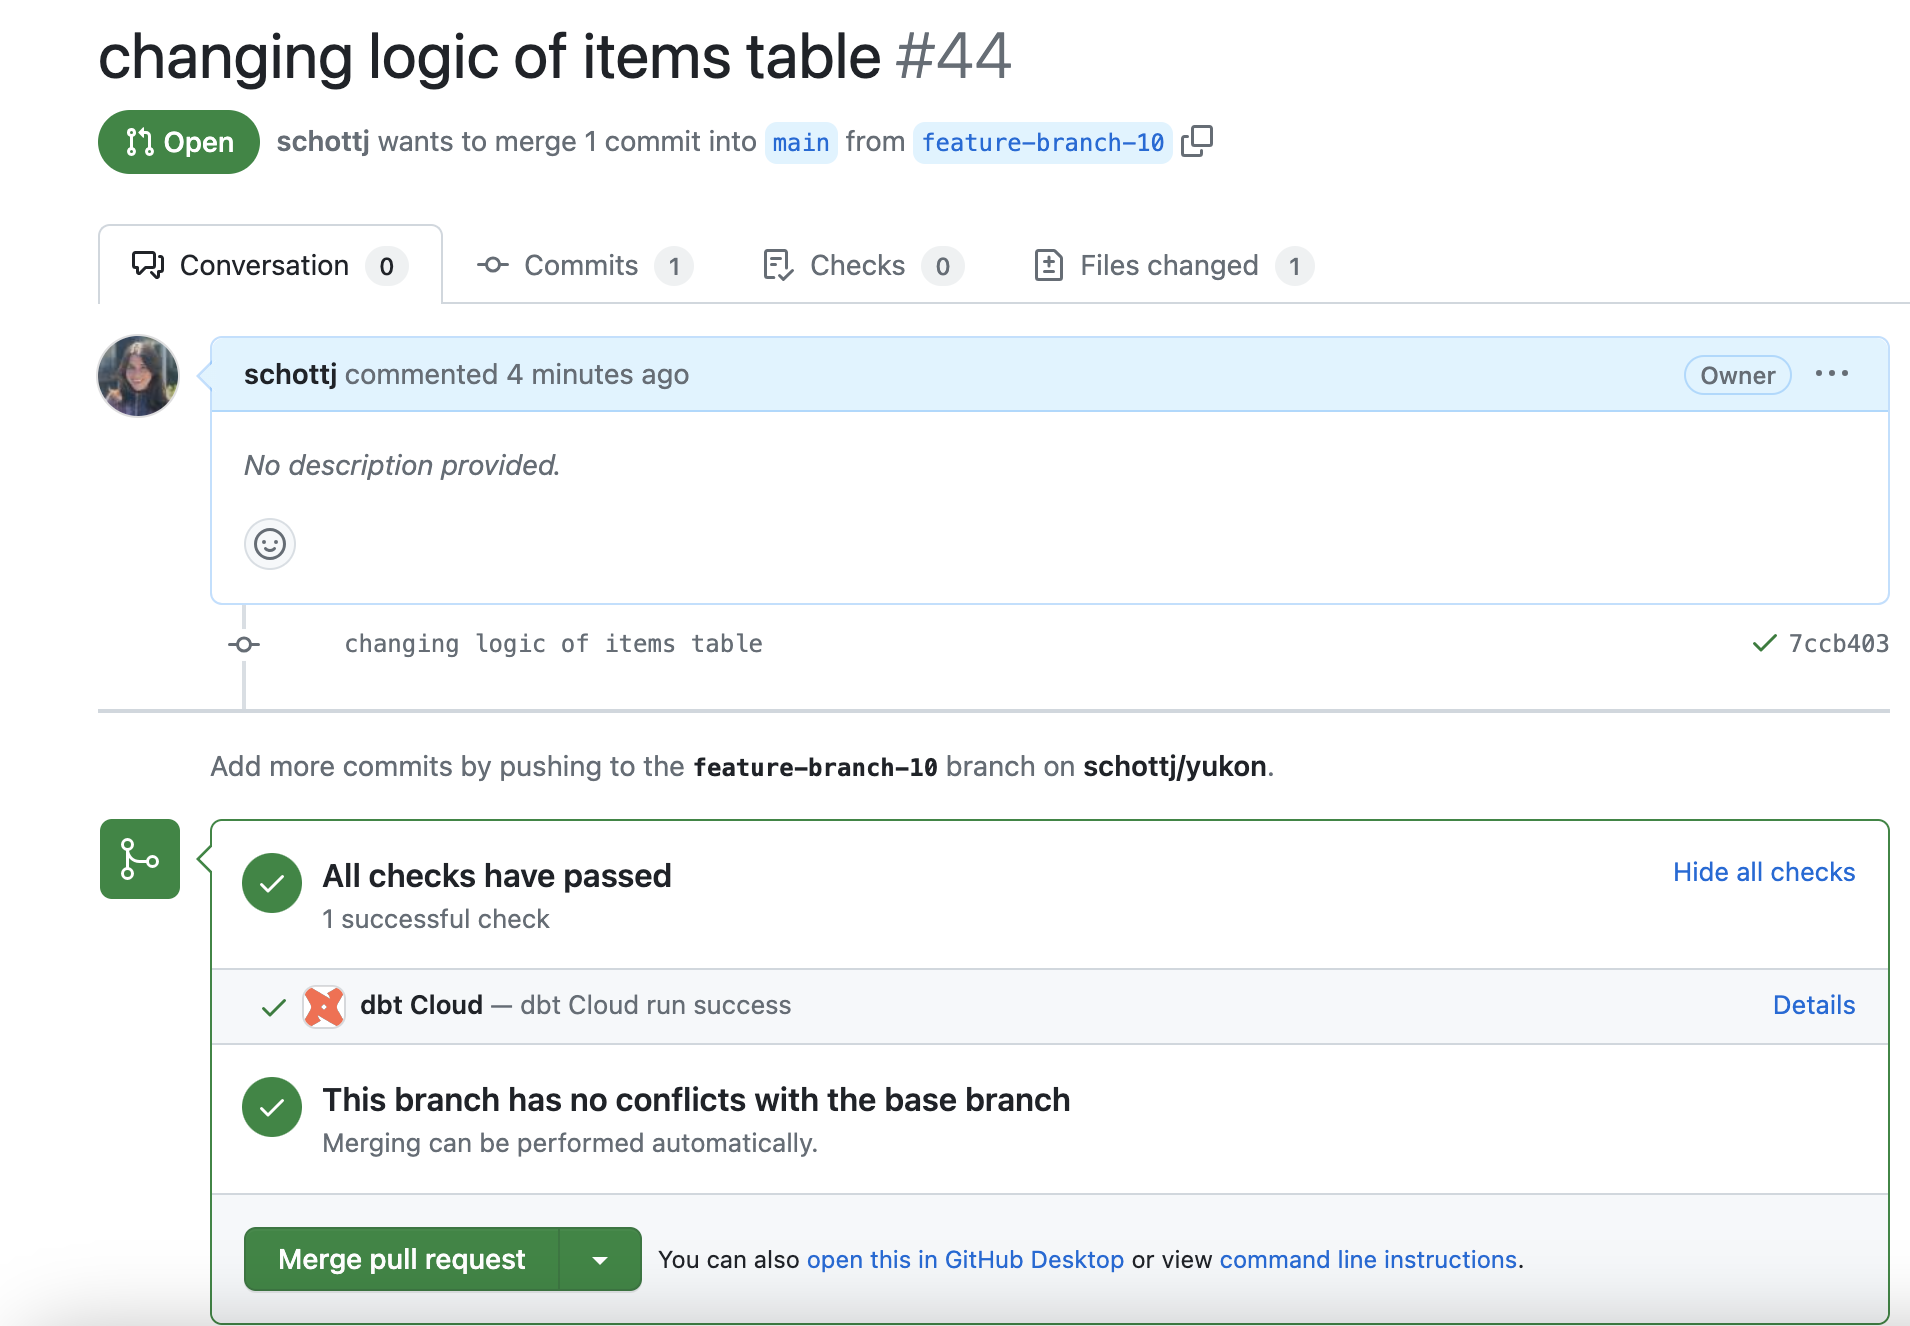 changing logic of items table #44
Open schottj wants to merge 1 commit into main from feature-branch-10
Conversation 0 Commits 1 Checks 0 Files changed 1
schottj commented 4 minutes ago Owner
No description provided.
changing logic of items table 7ccb403
Add more commits by pushing to the feature-branch-10 branch on schottj/yukon.
All checks have passed Hide all checks
1 successful check
dbt Cloud — dbt Cloud run success Details
This branch has no conflicts with the base branch
Merging can be performed automatically.
Merge pull request You can also open this in GitHub Desktop or view command line instructions.